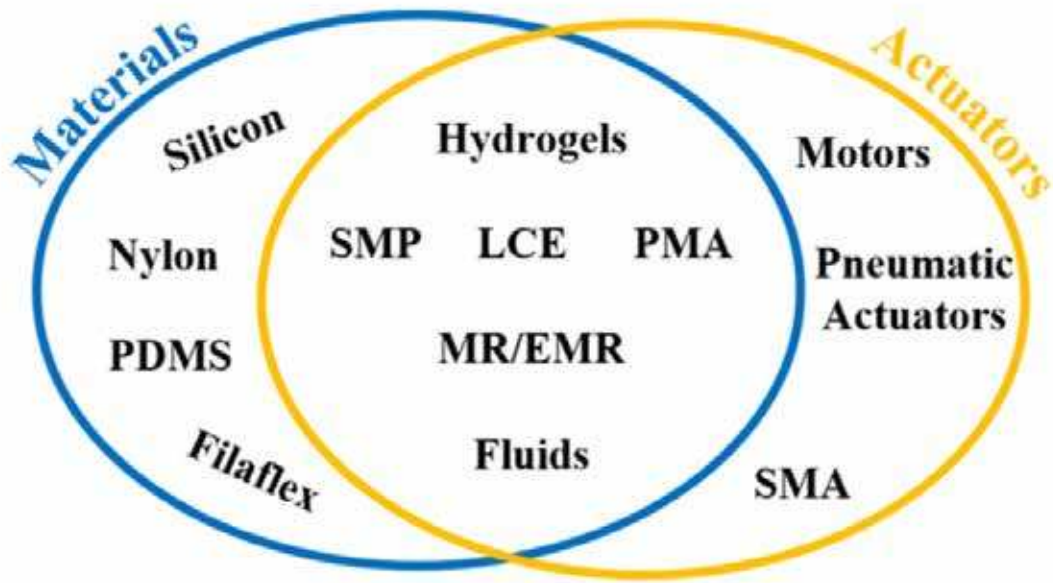 Materials
Actuators
Silicon
Hydrogels
Motors
Nylon
SMP LCE PMA
Pneumatic
Actuators
PDMS
MR/EMR
Filaflex
Fluids
SMA